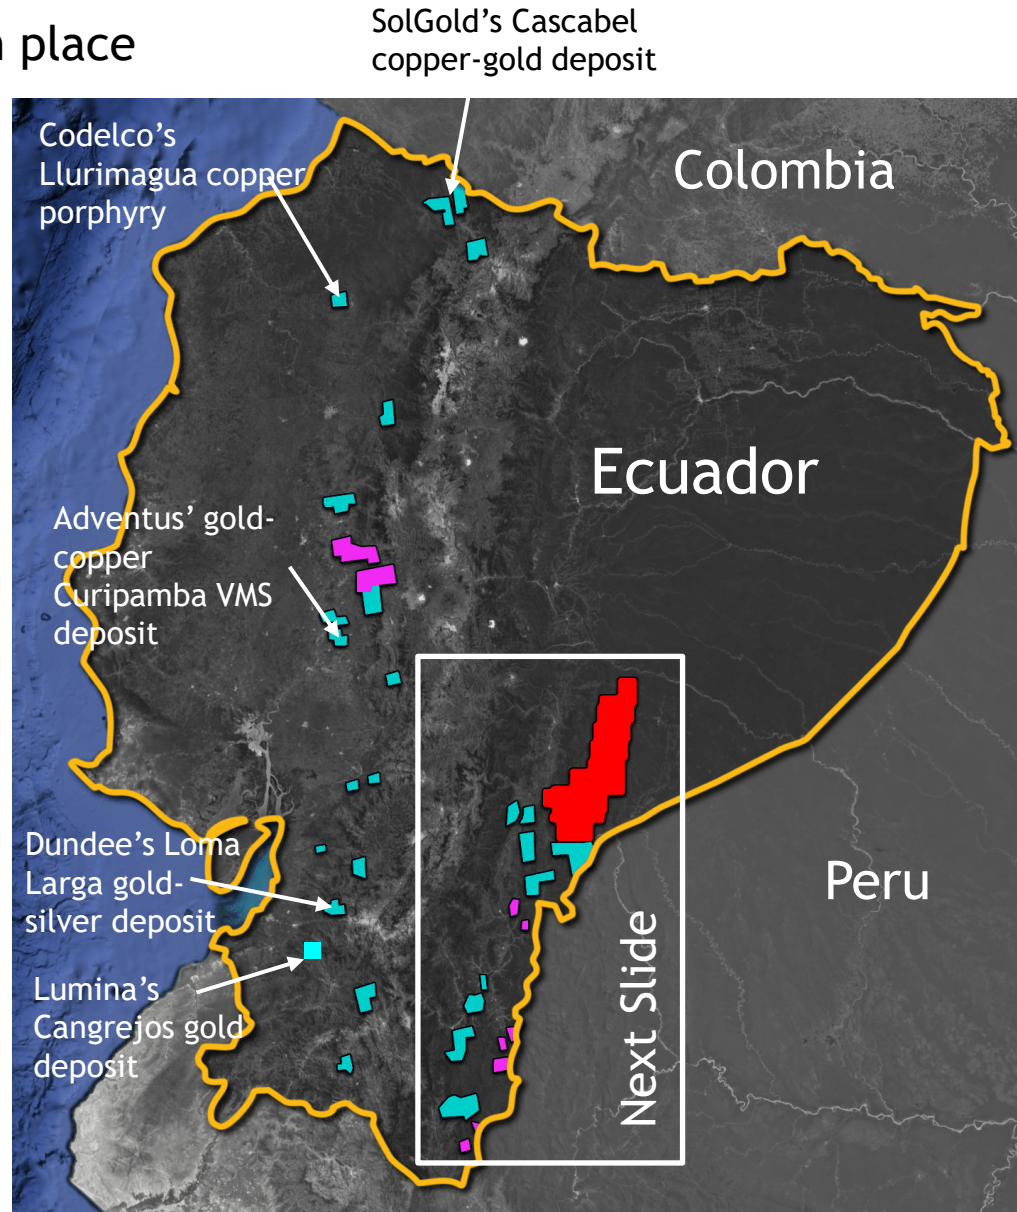 place
SolGold's Cascabel
copper-gold deposit
Codelco's
Llurimagua copper
porphyry
Colombia
Ecuador
Adventus' gold-
copper
Curipamba VMS
deposit
Dundee's Loma
Larga gold-
silver deposit
Peru
Next Slide
Lumina's
Cangrejos gold
deposit